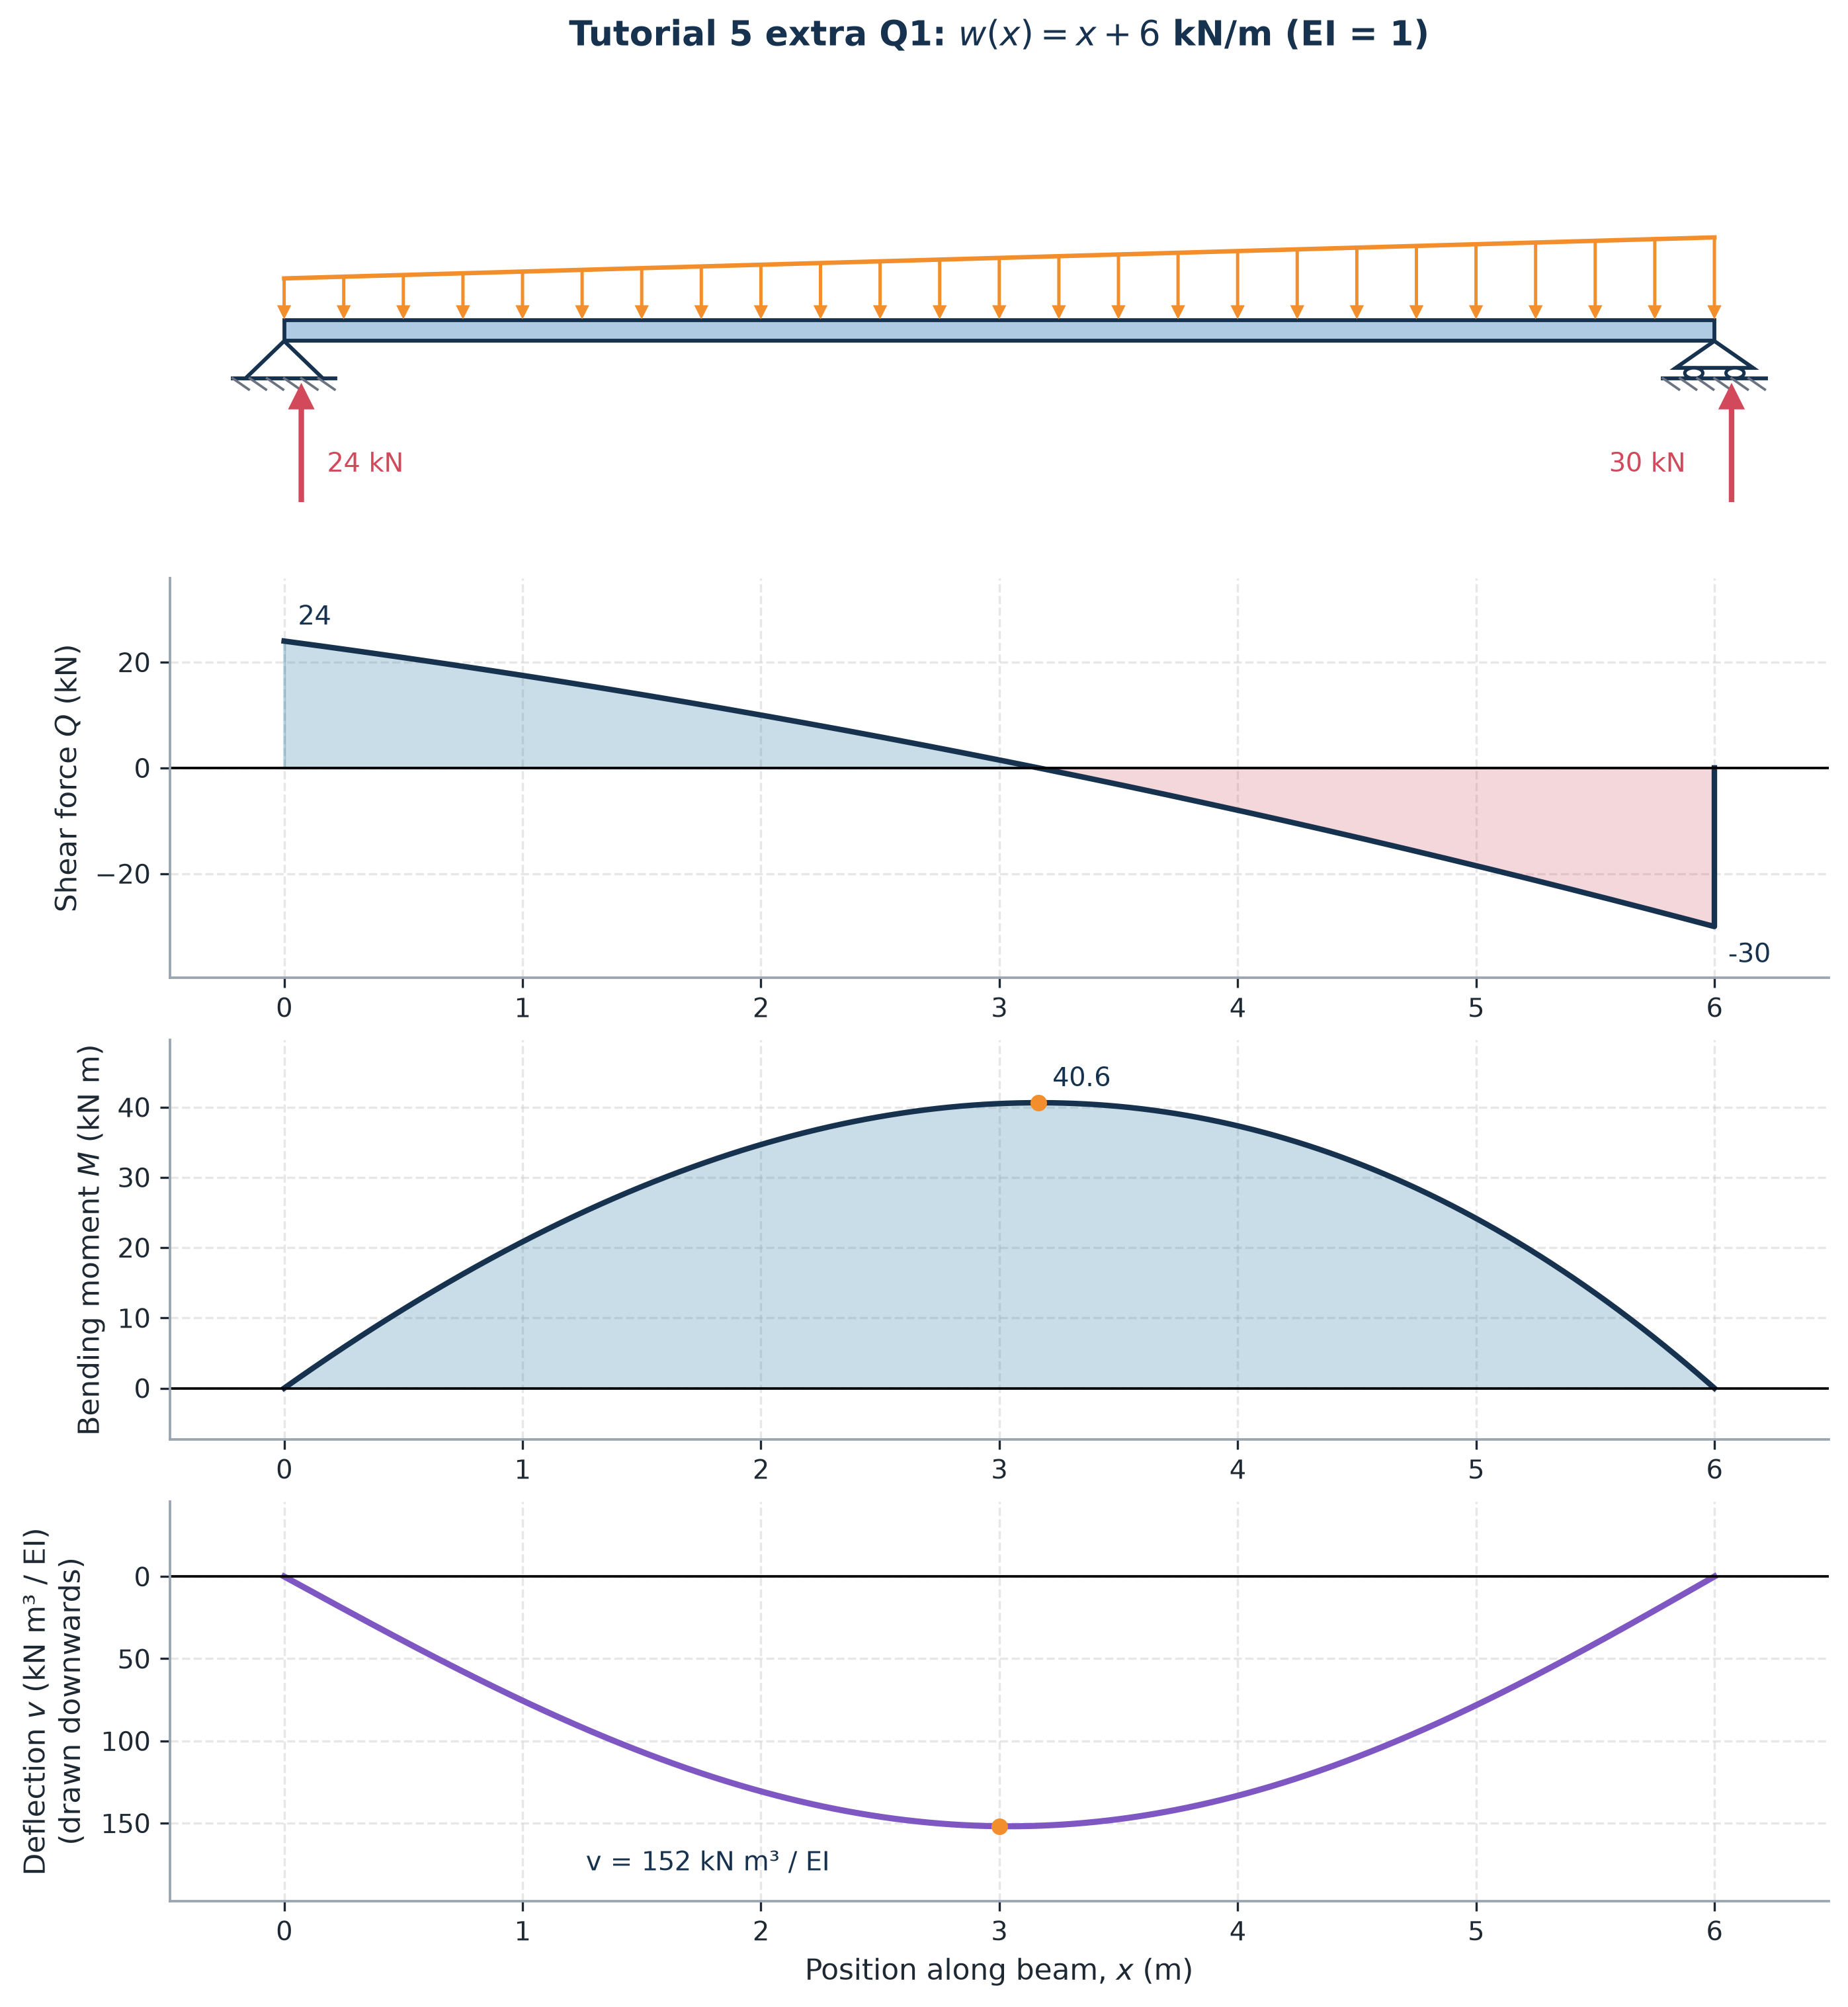 Tutorial 5 extra Q1: w(x) = x + 6 kN/m (EI = 1)
24 kN
30 kN
Shear force Q (kN)
20
0
−20
24
-30
0 1 2 3 4 5 6
Bending moment M (kN m)
40
30
20
10
0
40.6
0 1 2 3 4 5 6
Deflection v (kN m³ / EI)
(drawn downwards)
0
50
100
150
v = 152 kN m³ / EI
0 1 2 3 4 5 6
Position along beam, x (m)